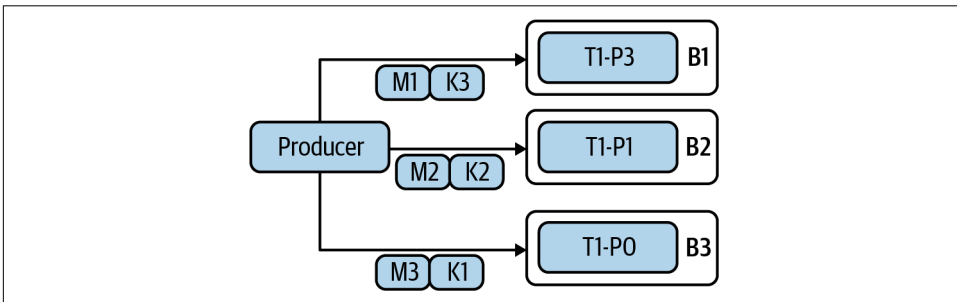 T1-P3 B1
M1 K3
Producer
T1-P1 B2
M2 K2
T1-P0 B3
M3 K1